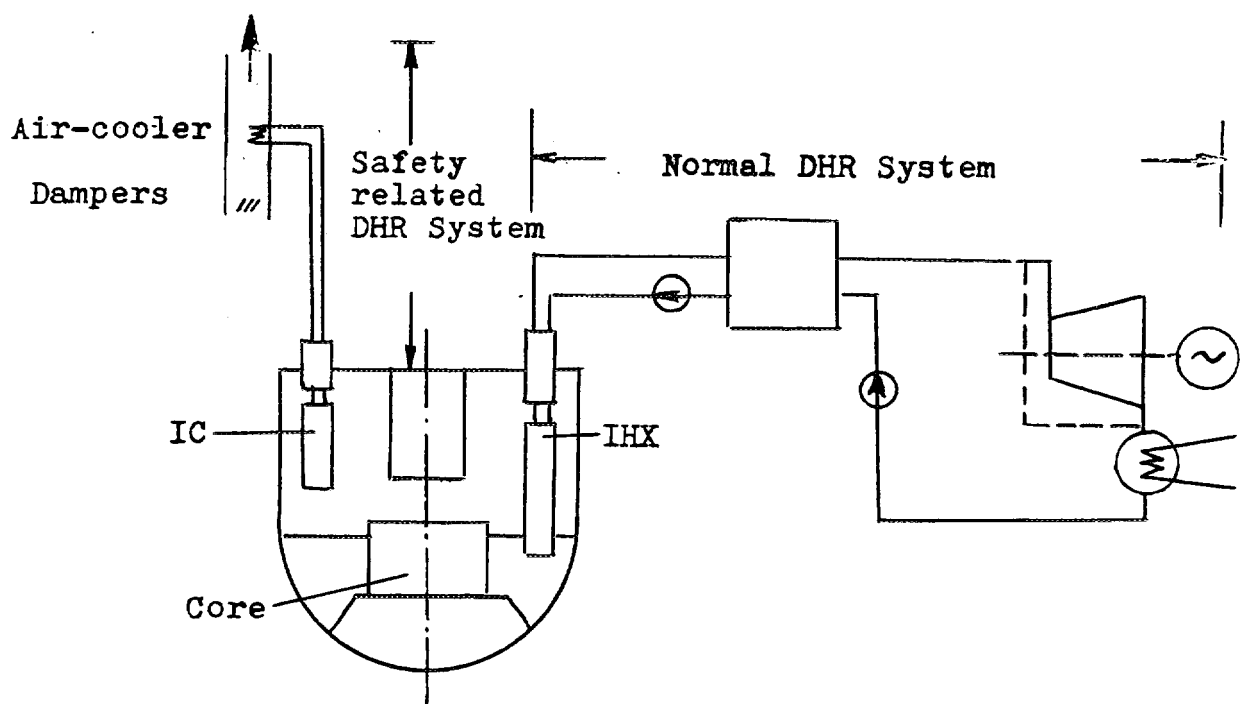 Air-cooler
Dampers
Safety
related
DHR System
Normal DHR System
IC
IHX
Core